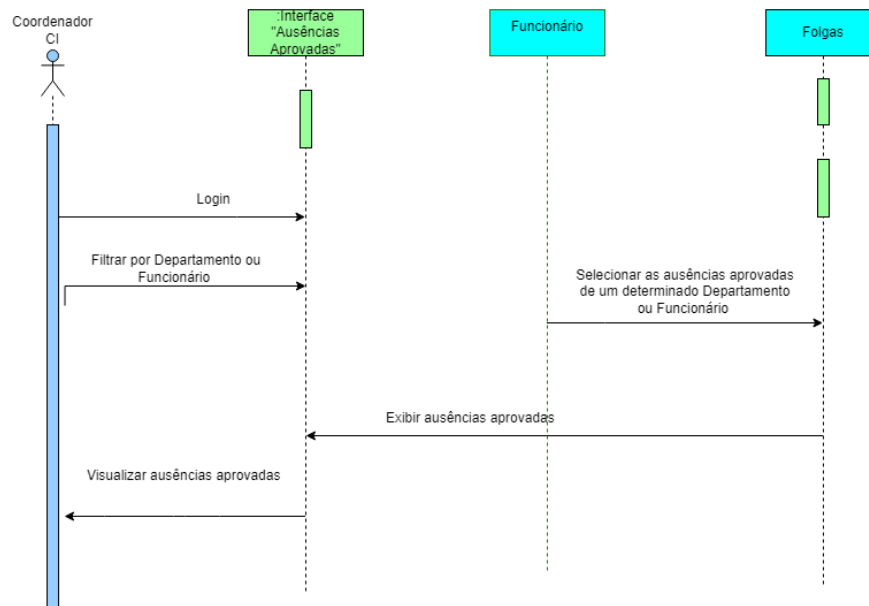 Coordenador
CI
:Interface
"Ausências
Aprovadas"
Funcionário
Folgas
Login
Filtrar por Departamento ou
Funcionário
Selecionar as ausências aprovadas
de um determinado Departamento
ou Funcionário
Exibir ausências aprovadas
Visualizar ausências aprovadas